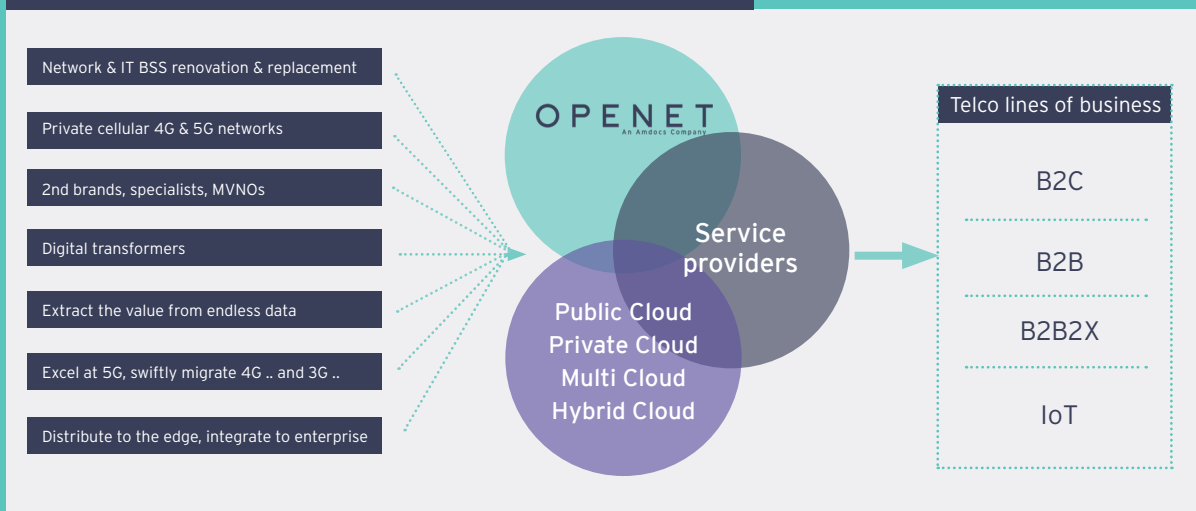 Network & IT BSS renovation & replacement
Private cellular 4G & 5G networks
2nd brands, specialists, MVNOs
Digital transformers
Extract the value from endless data
Excel at 5G, swiftly migrate 4G .. and 3G ..
Distribute to the edge, integrate to enterprise
OPENET
An Amdocs Company
Service
providers
Public Cloud
Private Cloud
Multi Cloud
Hybrid Cloud
Telco lines of business
B2C
B2B
B2B2X
IoT